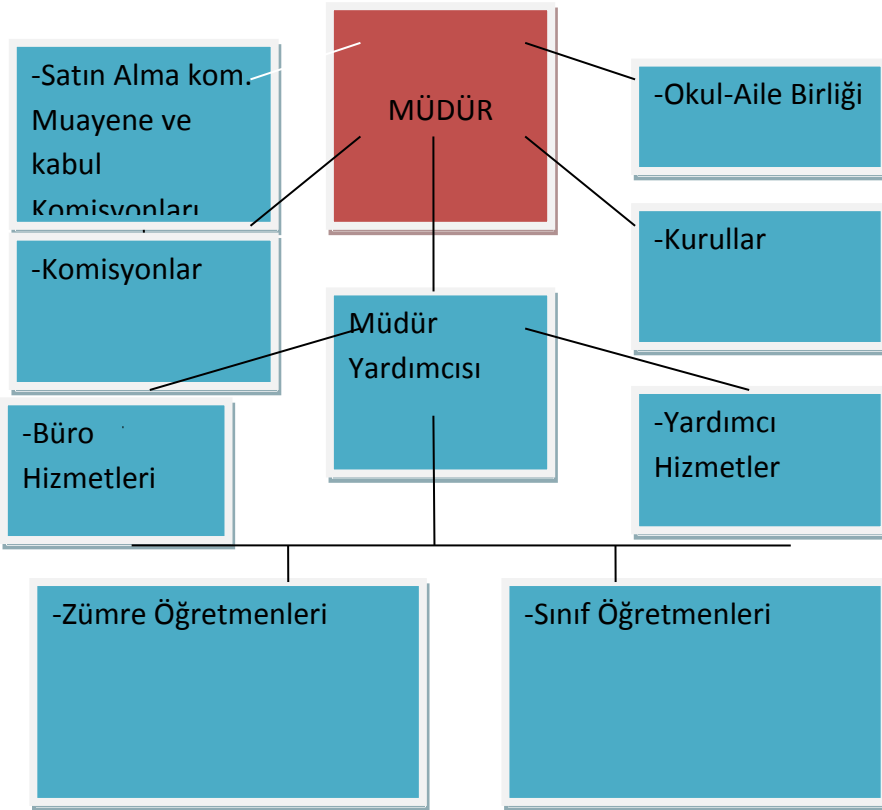 -Satın Alma kom.
Muayene ve
kabul
Komisyonları
MÜDÜR
-Okul-Aile Birliği
-Komisyonlar
-Kurullar
Müdür
Yardımcısı
-Büro
Hizmetleri
-Yardımcı
Hizmetler
-Zümre Öğretmenleri
-Sınıf Öğretmenleri